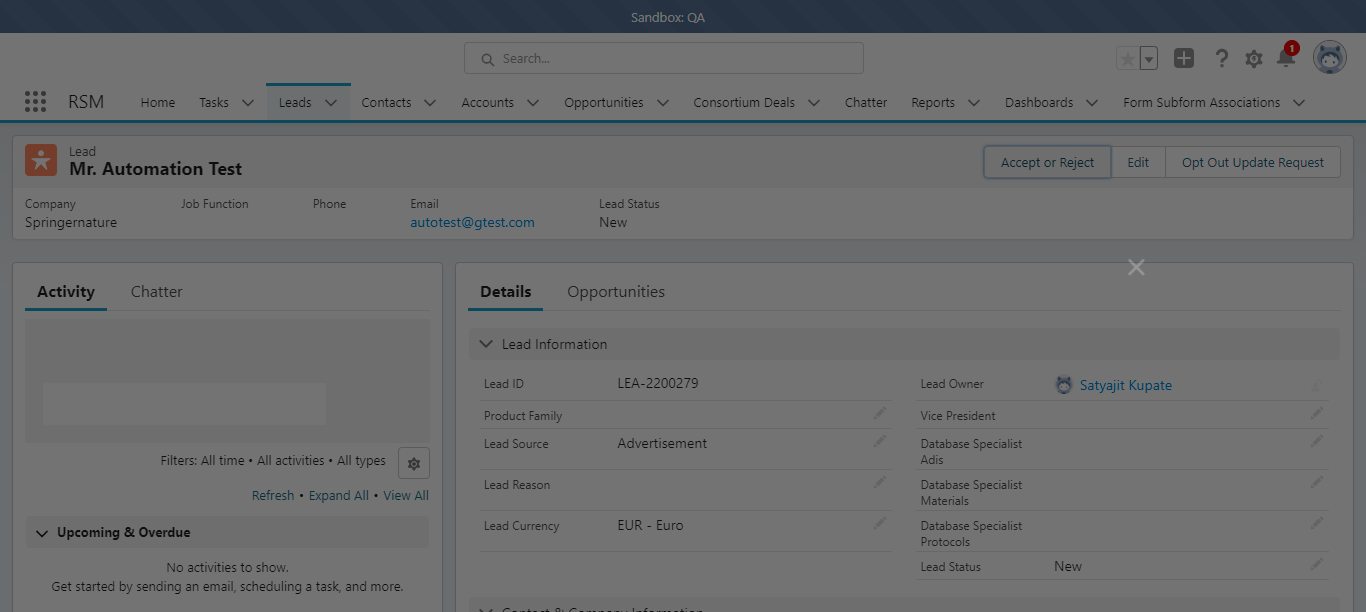 Sandbox: QA
Search...
1
RSM Home Tasks Leads Contacts Accounts Opportunities Consortium Deals Chatter Reports Dashboards Form Subform Associations
Lead
Mr. Automation Test
Accept or Reject Edit Opt Out Update Request
Company Job Function Phone Email Lead Status
Springernature autotest@gtest.com New
Activity Chatter
Filters: All time • All activities • All types
Refresh • Expand All • View All
Upcoming & Overdue
No activities to show.
Get started by sending an email, scheduling a task, and more.
Details Opportunities
Lead Information
Lead ID LEA-2200279 Lead Owner Satyajit Kupate
Product Family Vice President
Lead Source Advertisement Database Specialist
Adis
Lead Reason Database Specialist
Materials
Lead Currency EUR - Euro Database Specialist
Protocols
Lead Status New
Contact & Company Information